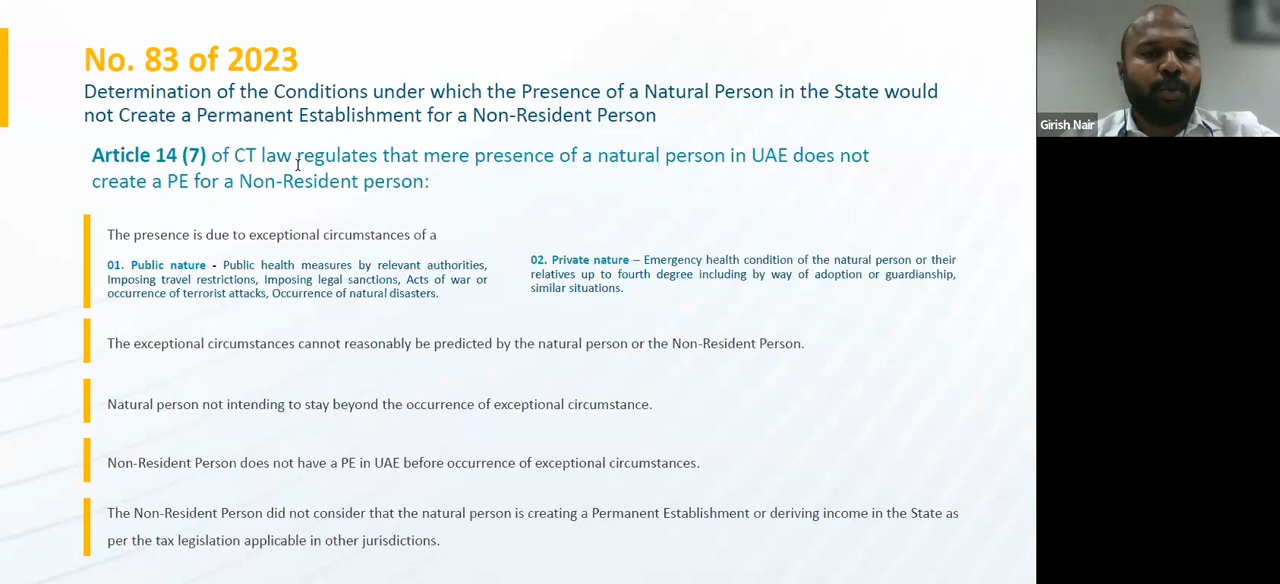 No. 83 of 2023
Determination of the Conditions under which the Presence of a Natural Person in the State would
not Create a Permanent Establishment for a Non-Resident Person
Article 14 (7) of CT law regulates that mere presence of a natural person in UAE does not
create a PE for a Non-Resident person:
The presence is due to exceptional circumstances of a
01. Public nature - Public health measures by relevant authorities,
Imposing travel restrictions, Imposing legal sanctions, Acts of war or
occurrence of terrorist attacks, Occurrence of natural disasters.
02. Private nature – Emergency health condition of the natural person or their
relatives up to fourth degree including by way of adoption or guardianship,
similar situations.
The exceptional circumstances cannot reasonably be predicted by the natural person or the Non-Resident Person.
Natural person not intending to stay beyond the occurrence of exceptional circumstance.
Non-Resident Person does not have a PE in UAE before occurrence of exceptional circumstances.
The Non-Resident Person did not consider that the natural person is creating a Permanent Establishment or deriving income in the State as
per the tax legislation applicable in other jurisdictions.
Girish Nair